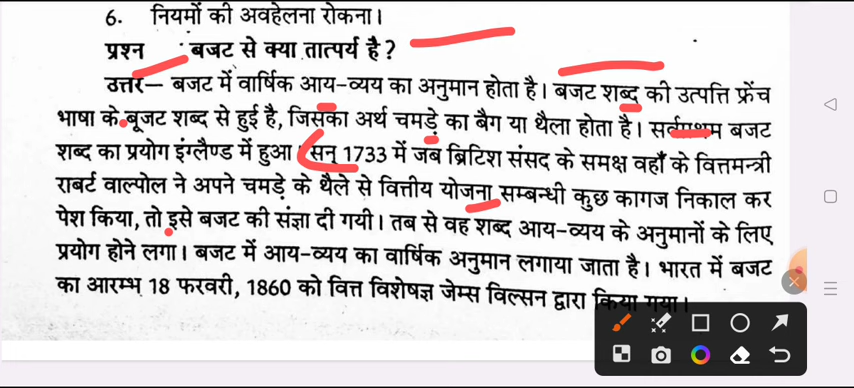 6. नियमों की अवहेलना रोकना।
प्रश्न बजट से क्या तात्पर्य है?
उत्तर— बजट में वार्षिक आय-व्यय का अनुमान होता है। बजट शब्द की उत्पत्ति फ्रेंच
भाषा के बूजट शब्द से हुई है, जिसका अर्थ चमड़े का बैग या थैला होता है। सर्वप्रथम बजट
शब्द का प्रयोग इंग्लैण्ड में हुआ। सन् 1733 में जब ब्रिटिश संसद के समक्ष वहाँ के वित्तमन्त्री
राबर्ट वाल्पोल ने अपने चमड़े के थैले से वित्तीय योजना सम्बन्धी कुछ कागज निकाल कर
पेश किया, तो इसे बजट की संज्ञा दी गयी। तब से वह शब्द आय-व्यय के अनुमानों के लिए
प्रयोग होने लगा। बजट में आय-व्यय का वार्षिक अनुमान लगाया जाता है। भारत में बजट
का आरम्भ 18 फरवरी, 1860 को वित्त विशेषज्ञ जेम्स विल्सन द्वारा किया गया।